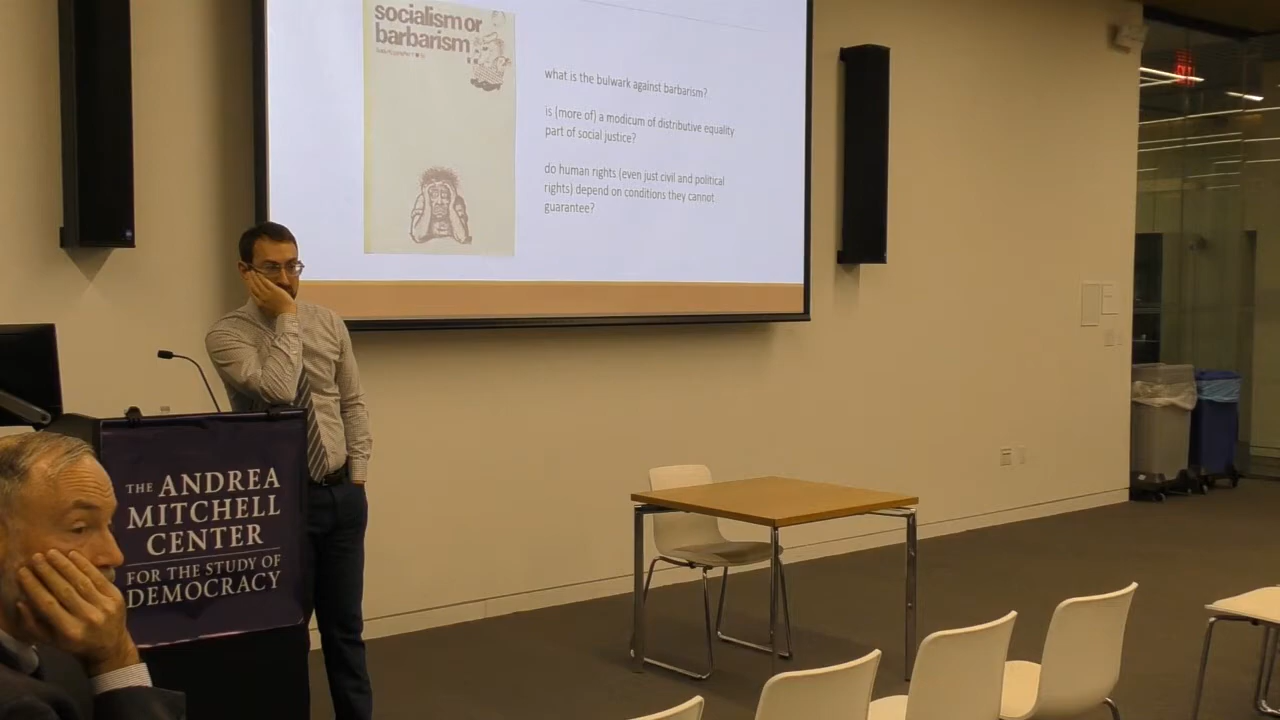 socialism or
barbarism
what is the bulwark against barbarism?
is (more of) a modicum of distributive equality
part of social justice?
do human rights (even just civil and political
rights) depend on conditions they cannot
guarantee?
THE ANDREA
MITCHELL
CENTER
FOR THE STUDY OF
DEMOCRACY